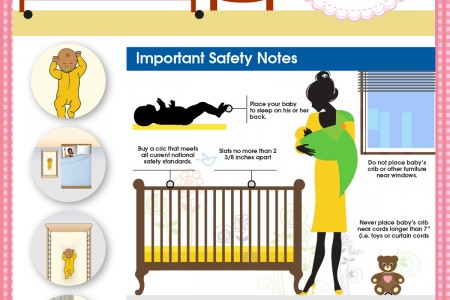 Important Safety Notes
Place your baby
to sleep on his or her
back.
Buy a cric that meets
all current national
safety standards.
Slats no more than 2
3/8 inches apart
Do not place baby's
crib or other furniture
near windows.
Never place baby's crib
near cords longer than 7"
(i.e. toys or curtain cords